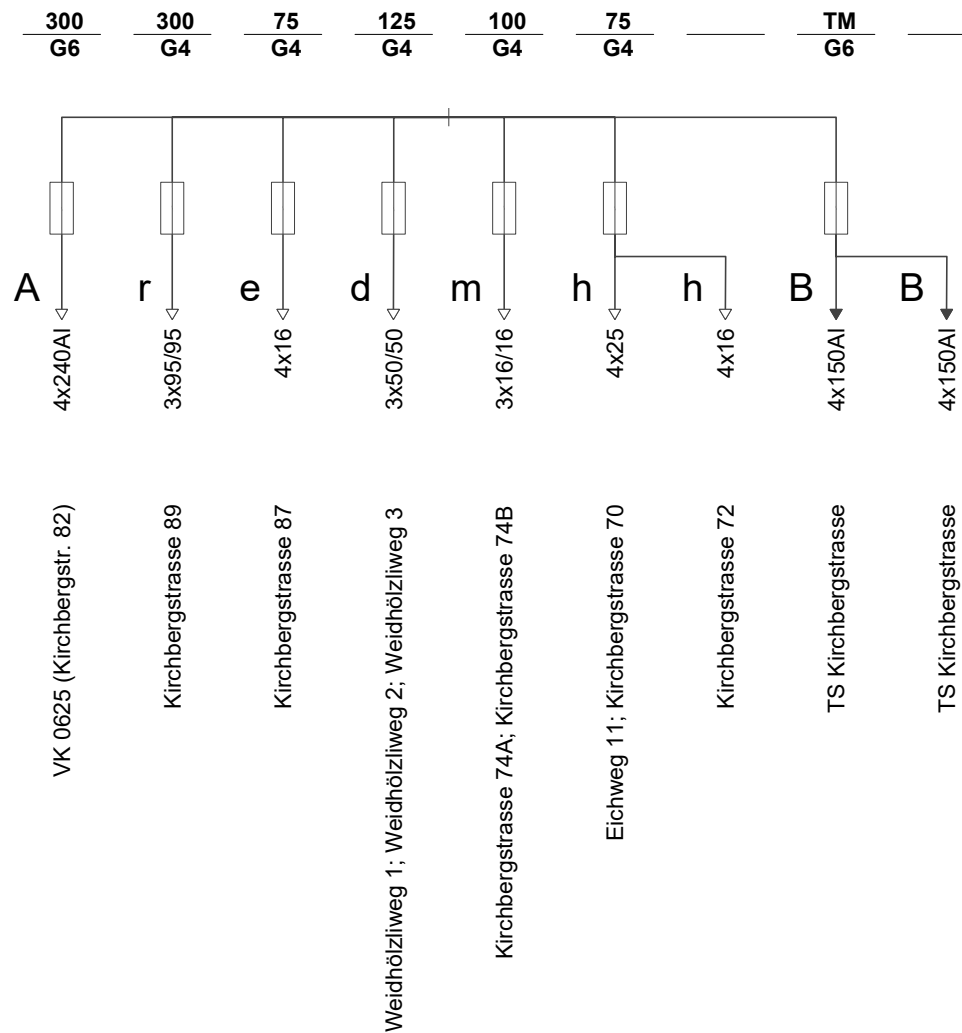 300 300 75 125 100 75 TM
G6 G4 G4 G4 G4 G4 G6
A r e d m h h B B
4x240Al
3x95/95
4x16
3x50/50
3x16/16
4x25
4x16
4x150Al
4x150Al
VK 0625 (Kirchbergstr. 82)
Kirchbergstrasse 89
Kirchbergstrasse 87
Weidhölzliweg 1; Weidhölzliweg 2; Weidhölzliweg 3
Kirchbergstrasse 74A; Kirchbergstrasse 74B
Eichweg 11; Kirchbergstrasse 70
Kirchbergstrasse 72
TS Kirchbergstrasse
TS Kirchbergstrasse